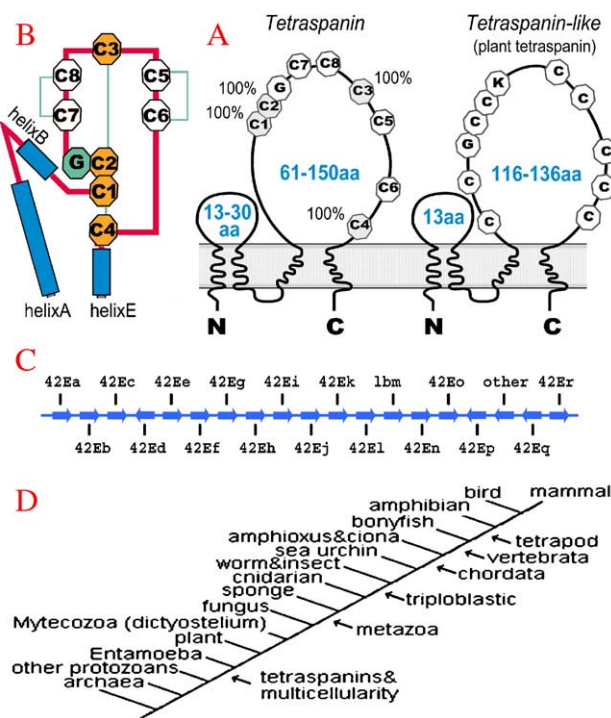 B
C3
C8
C5
C7
C6
helixB
G
C2
C1
C4
helixA
helixE
A
Tetraspanin
Tetraspanin-like
(plant tetraspanin)
100%
C7
C8
G
C3
100%
100%
C2
C1
C5
61-150aa
C6
100%
C4
13-30
aa
N
C
K
C
C
C
C
G
C
C
C
C
116-136aa
13aa
N
C
C
42Ea 42Ec 42Ee 42Eg 42Ei 42Ek lbm 42Eo other 42Er
42Eb 42Ed 42Ef 42Eh 42Ej 42El 42En 42Ep 42Eq
D
bird mammal
amphibian
bonyfish
tetrapod
amphioxus&ciona
vertebrata
sea urchin
chordata
worm&insect
cnidarian
triploblastic
sponge
fungus
metazoa
Mytecozoa (dictyostelium)
plant
Entamoeba
other protozoans
tetraspanins&
multicellularity
archaea